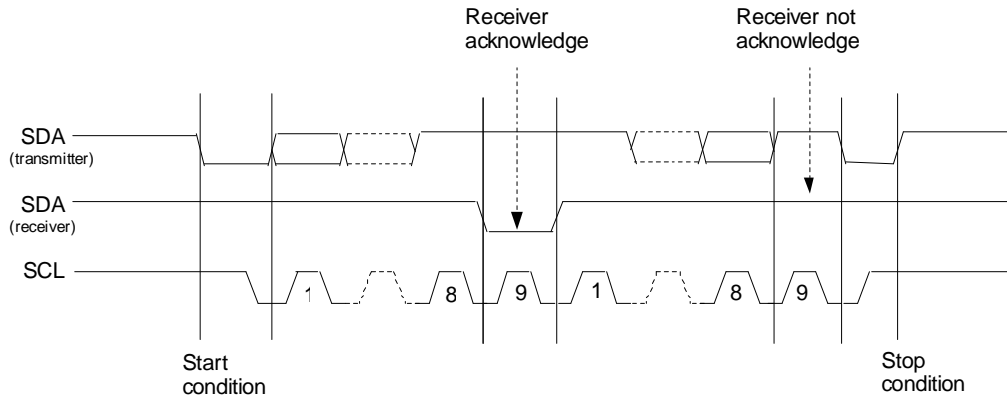 Receiver
acknowledge
Receiver not
acknowledge
SDA
(transmitter)
SDA
(receiver)
SCL
1
8
9
1
8
9
Start
condition
Stop
condition